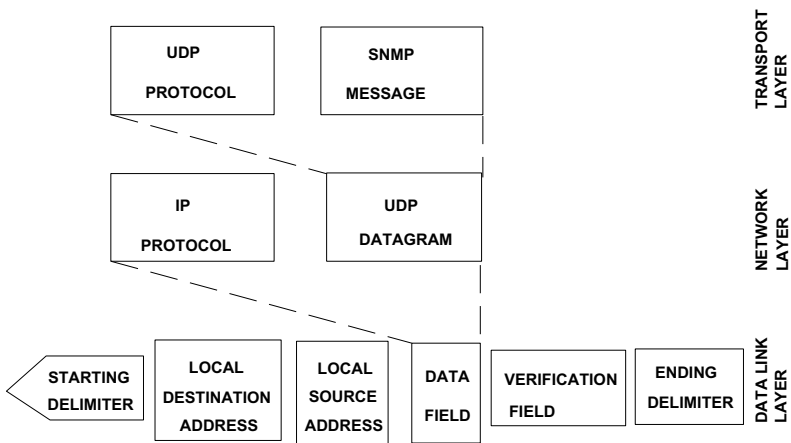 UDP
PROTOCOL
SNMP
MESSAGE
TRANSPORT
LAYER
IP
PROTOCOL
UDP
DATAGRAM
NETWORK
LAYER
STARTING
DELIMITER
LOCAL
DESTINATION
ADDRESS
LOCAL
SOURCE
ADDRESS
DATA
FIELD
VERIFICATION
FIELD
ENDING
DELIMITER
DATA LINK
LAYER